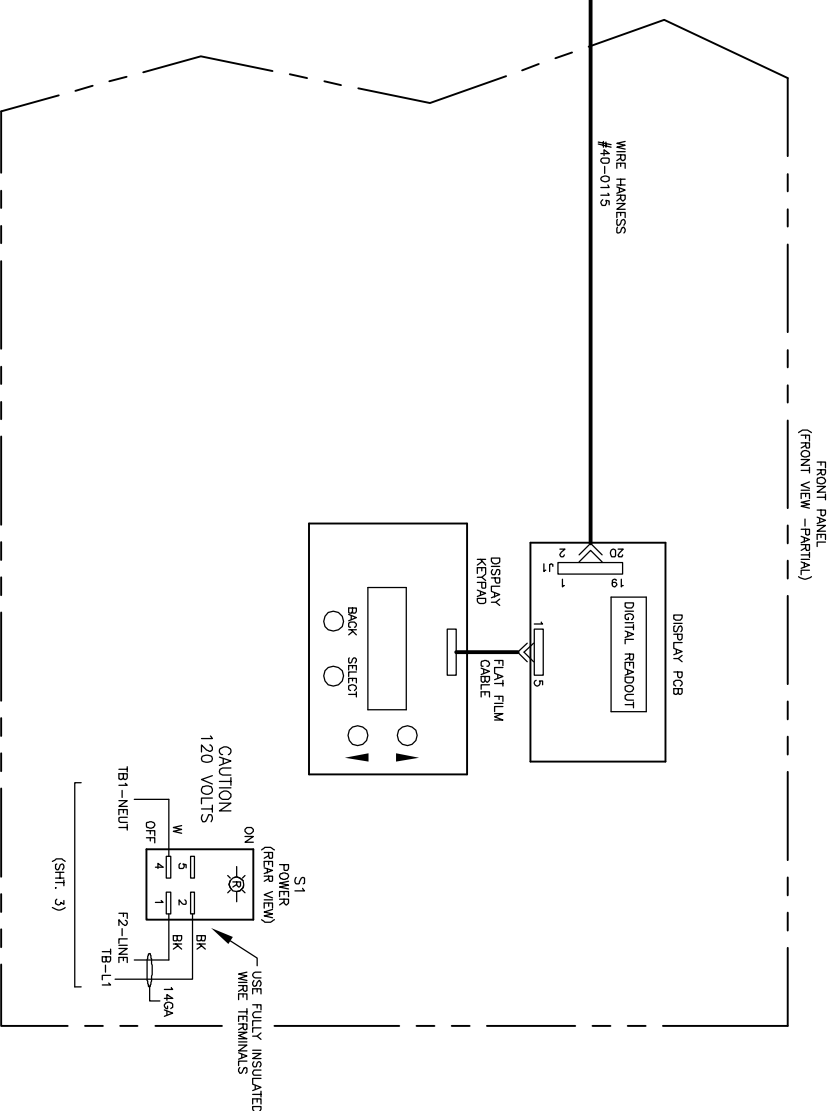 FRONT PANEL
(FRONT VIEW -PARTIAL)
WIRE HARNESS
#40-0115
DISPLAY PCB
DIGITAL READOUT
2
20
J1
1
19
1
5
FLAT FILM
CABLE
DISPLAY
KEYPAD
BACK
SELECT
S1
POWER
(REAR VIEW)
ON
OFF
R
5
2
4
1
W
BK
BK
CAUTION
120 VOLTS
TB1-NEUT
F2-LINE
TB-L1
14GA
USE FULLY INSULATED
WIRE TERMINALS
(SHT. 3)